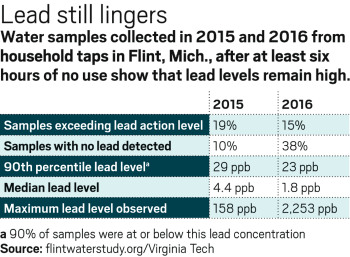 Lead still lingers
Water samples collected in 2015 and 2016 from
household taps in Flint, Mich., after at least six
hours of no use show that lead levels remain high.
2015 2016
Samples exceeding lead action level 19% 15%
Samples with no lead detected 10% 38%
90th percentile lead levelª 29 ppb 23 ppb
Median lead level 4.4 ppb 1.8 ppb
Maximum lead level observed 158 ppb 2,253 ppb
a 90% of samples were at or below this lead concentration
Source: flintwaterstudy.org/Virginia Tech